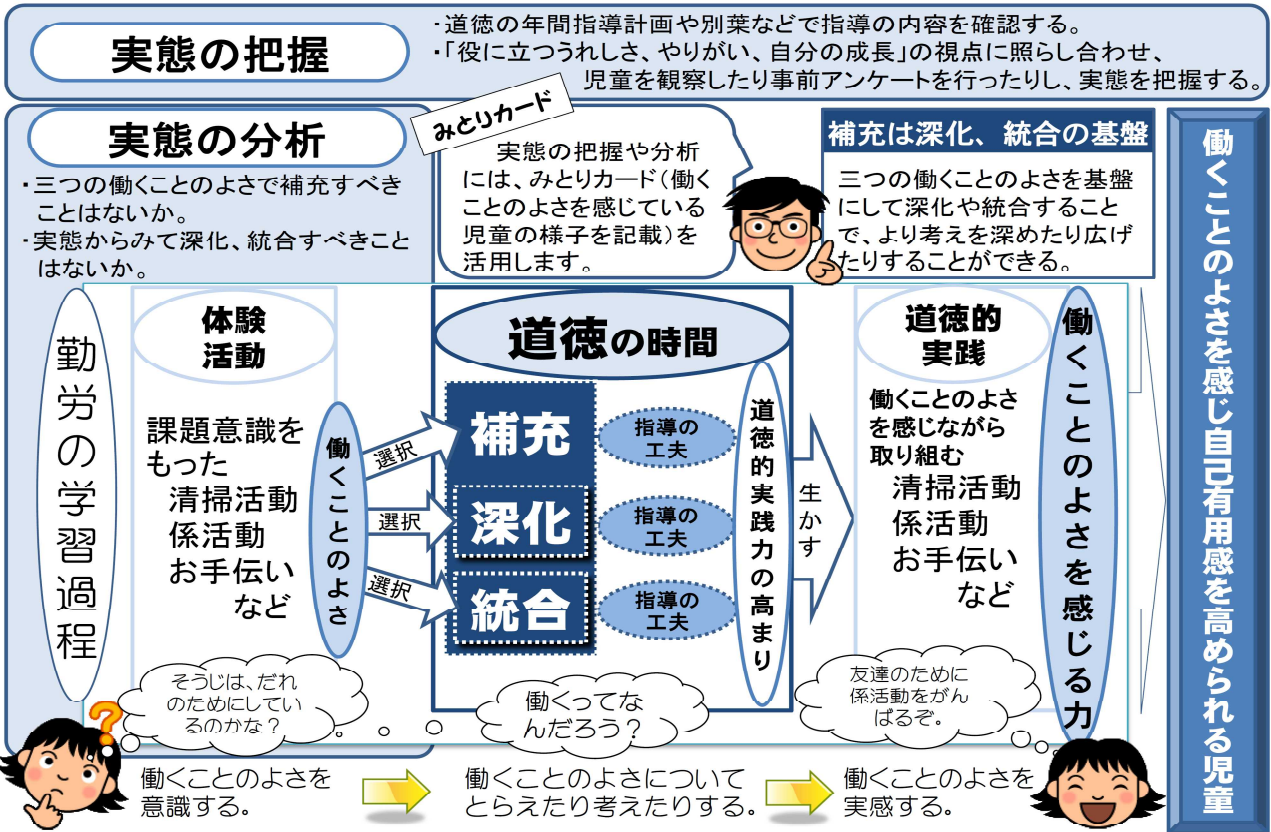 実態の把握
・道徳の年間指導計画や別葉などで指導の内容を確認する。
・「役に立つうれしさ、やりがい、自分の成長」の視点に照らし合わせ、
児童を観察したり事前アンケートを行ったりし、実態を把握する。
実態の分析
・三つの働くことのよさで補充すべき
ことはないか。
・実態からみて深化、統合すべきこと
はないか。
みとりカード
実態の把握や分析
には、みとりカード（働く
ことのよさを感じている
児童の様子を記載）を
活用します。
補充は深化、統合の基盤
三つの働くことのよさを基盤
にして深化や統合すること
で、より考えを深めたり広げ
たりすることができる。
勤労の学習過程
体験
活動
課題意識を
もった
清掃活動
係活動
お手伝い
など
働くことのよさ
選択
選択
選択
道徳の時間
補充
指導の
工夫
深化
指導の
工夫
統合
指導の
工夫
道徳的実践力の高まり
生かす
道徳的
実践
働くことのよさ
を感じながら
取り組む
清掃活動
係活動
お手伝い
など
働くことのよさを感じる力
働くことのよさを感じ自己有用感を高められる児童
そうじは、だれ
のためにしてい
るのかな？
働くってな
んだろう？
友達のために
係活動をがん
ばるぞ。
働くことのよさを
意識する。
働くことのよさについて
とらえたり考えたりする。
働くことのよさを
実感する。